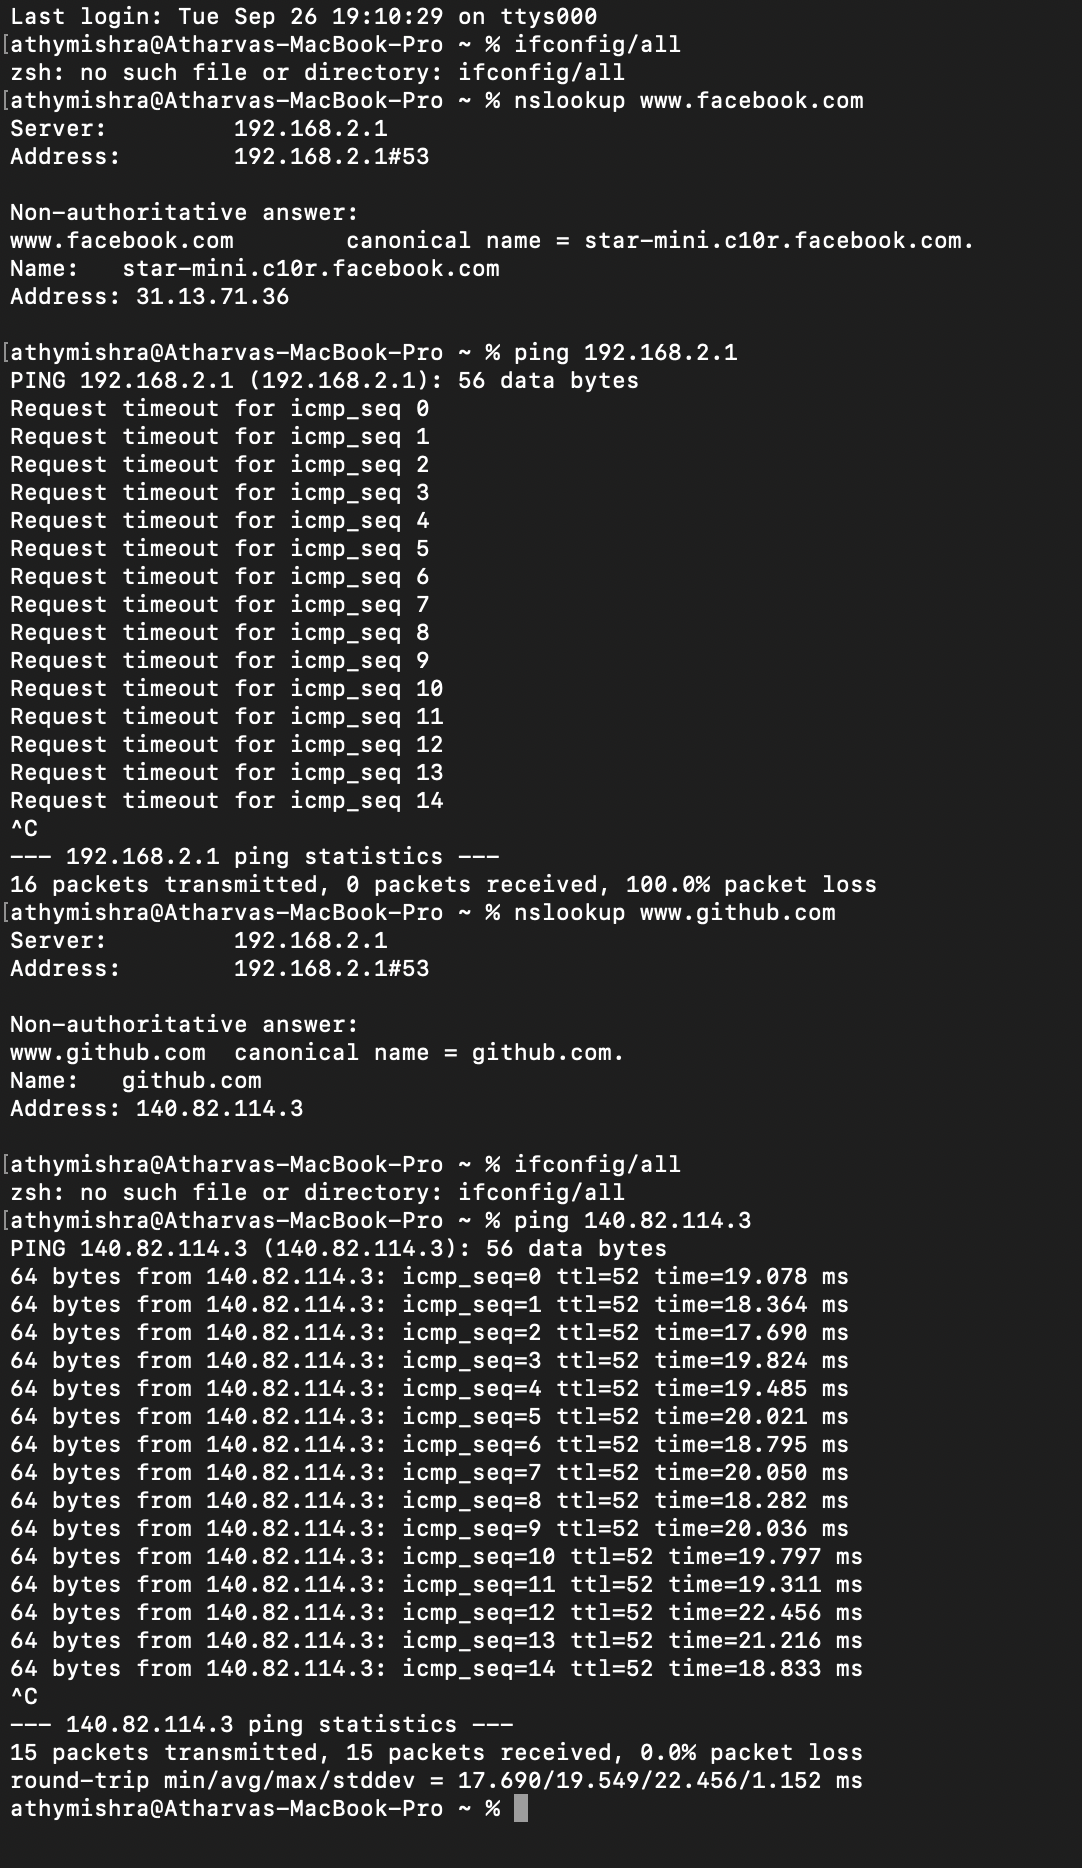 Last login: Tue Sep 26 19:10:29 on ttys000
[athymishra@Atharvas-MacBook-Pro ~ % ifconfig/all
zsh: no such file or directory: ifconfig/all
[athymishra@Atharvas-MacBook-Pro ~ % nslookup www.facebook.com
Server:		192.168.2.1
Address:	192.168.2.1#53

Non-authoritative answer:
www.facebook.com	canonical name = star-mini.c10r.facebook.com.
Name:	star-mini.c10r.facebook.com
Address: 31.13.71.36

[athymishra@Atharvas-MacBook-Pro ~ % ping 192.168.2.1
PING 192.168.2.1 (192.168.2.1): 56 data bytes
Request timeout for icmp_seq 0
Request timeout for icmp_seq 1
Request timeout for icmp_seq 2
Request timeout for icmp_seq 3
Request timeout for icmp_seq 4
Request timeout for icmp_seq 5
Request timeout for icmp_seq 6
Request timeout for icmp_seq 7
Request timeout for icmp_seq 8
Request timeout for icmp_seq 9
Request timeout for icmp_seq 10
Request timeout for icmp_seq 11
Request timeout for icmp_seq 12
Request timeout for icmp_seq 13
Request timeout for icmp_seq 14
^C
--- 192.168.2.1 ping statistics ---
16 packets transmitted, 0 packets received, 100.0% packet loss
[athymishra@Atharvas-MacBook-Pro ~ % nslookup www.github.com
Server:		192.168.2.1
Address:	192.168.2.1#53

Non-authoritative answer:
www.github.com	canonical name = github.com.
Name:	github.com
Address: 140.82.114.3

[athymishra@Atharvas-MacBook-Pro ~ % ifconfig/all
zsh: no such file or directory: ifconfig/all
[athymishra@Atharvas-MacBook-Pro ~ % ping 140.82.114.3
PING 140.82.114.3 (140.82.114.3): 56 data bytes
64 bytes from 140.82.114.3: icmp_seq=0 ttl=52 time=19.078 ms
64 bytes from 140.82.114.3: icmp_seq=1 ttl=52 time=18.364 ms
64 bytes from 140.82.114.3: icmp_seq=2 ttl=52 time=17.690 ms
64 bytes from 140.82.114.3: icmp_seq=3 ttl=52 time=19.824 ms
64 bytes from 140.82.114.3: icmp_seq=4 ttl=52 time=19.485 ms
64 bytes from 140.82.114.3: icmp_seq=5 ttl=52 time=20.021 ms
64 bytes from 140.82.114.3: icmp_seq=6 ttl=52 time=18.795 ms
64 bytes from 140.82.114.3: icmp_seq=7 ttl=52 time=20.050 ms
64 bytes from 140.82.114.3: icmp_seq=8 ttl=52 time=18.282 ms
64 bytes from 140.82.114.3: icmp_seq=9 ttl=52 time=20.036 ms
64 bytes from 140.82.114.3: icmp_seq=10 ttl=52 time=19.797 ms
64 bytes from 140.82.114.3: icmp_seq=11 ttl=52 time=19.311 ms
64 bytes from 140.82.114.3: icmp_seq=12 ttl=52 time=22.456 ms
64 bytes from 140.82.114.3: icmp_seq=13 ttl=52 time=21.216 ms
64 bytes from 140.82.114.3: icmp_seq=14 ttl=52 time=18.833 ms
^C
--- 140.82.114.3 ping statistics ---
15 packets transmitted, 15 packets received, 0.0% packet loss
round-trip min/avg/max/stddev = 17.690/19.549/22.456/1.152 ms
athymishra@Atharvas-MacBook-Pro ~ %